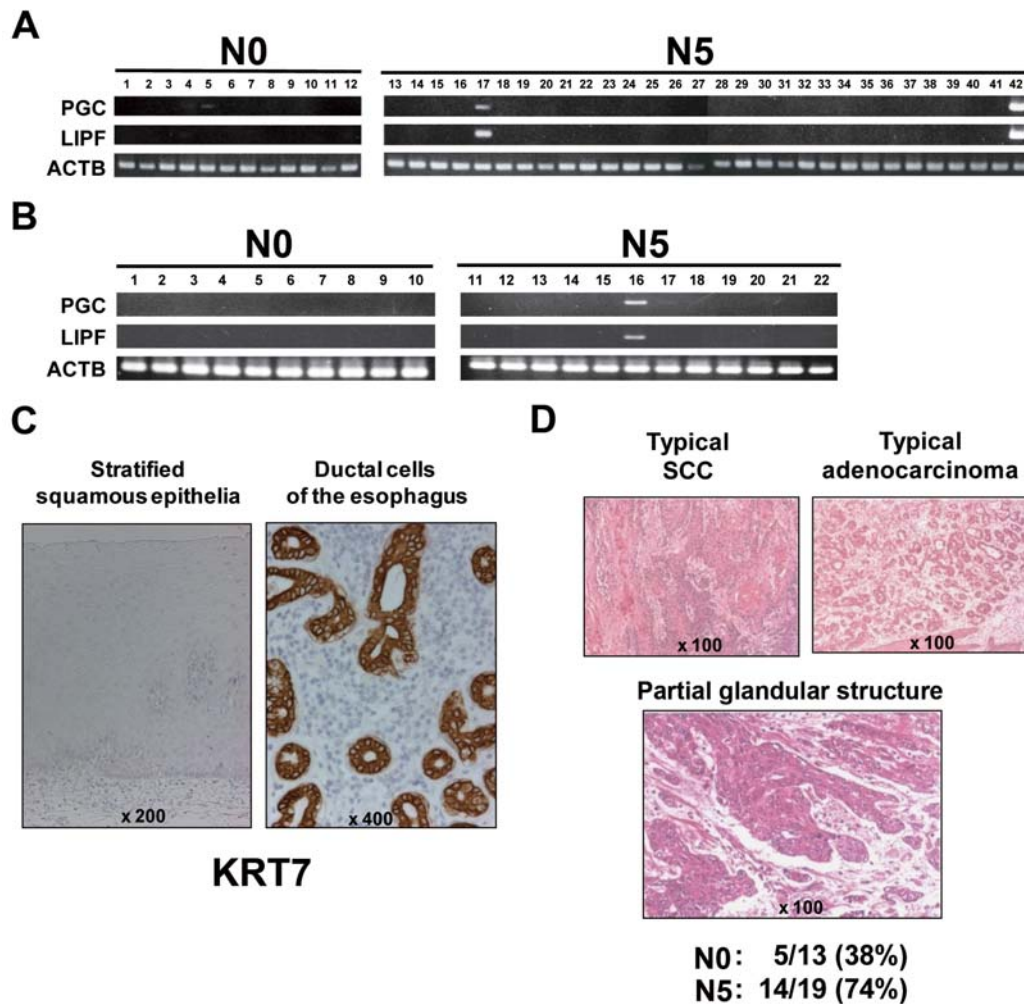 A
N0 N5
1 2 3 4 5 6 7 8 9 10 11 12 13 14 15 16 17 18 19 20 21 22 23 24 25 26 27 28 29 30 31 32 33 34 35 36 37 38 39 40 41 42
PGC
LIPF
ACTB
B
N0 N5
1 2 3 4 5 6 7 8 9 10 11 12 13 14 15 16 17 18 19 20 21 22
PGC
LIPF
ACTB
C
Stratified
squamous epithelia
Ductal cells
of the esophagus
x 200
x 400
KRT7
D
Typical
SCC
Typical
adenocarcinoma
x 100
x 100
Partial glandular structure
x 100
N0: 5/13 (38%)
N5: 14/19 (74%)